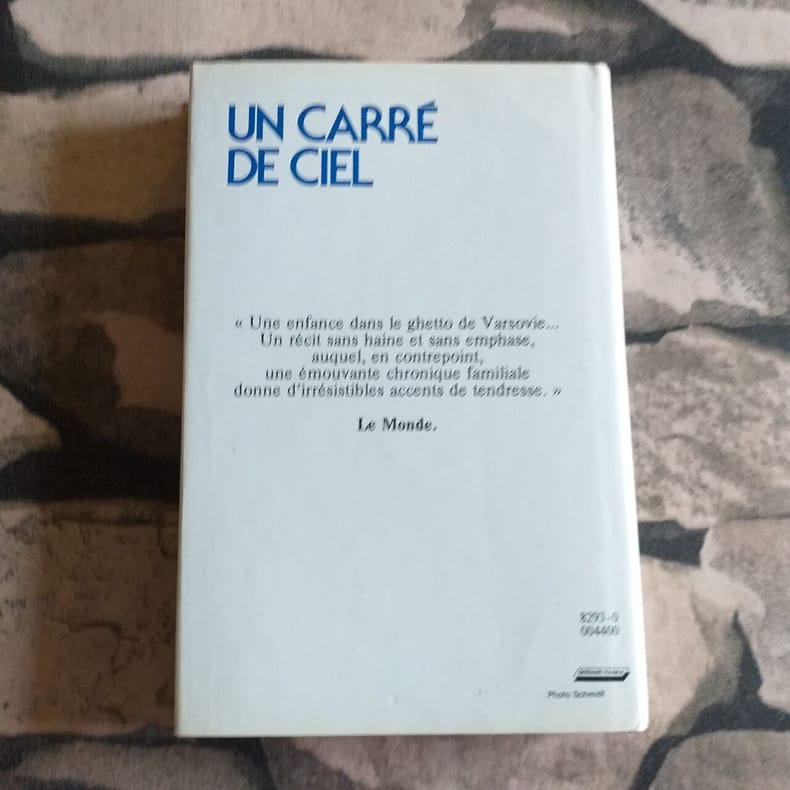 UN CARRÉ
DE CIEL
« Une enfance dans le ghetto de Varsovie...
Un récit sans haine et sans emphase,
auquel, en contrepoint,
une émouvante chronique familiale
donne d'irrésistibles accents de tendresse. »
Le Monde.
8293-0
004400
Photo Schmidt